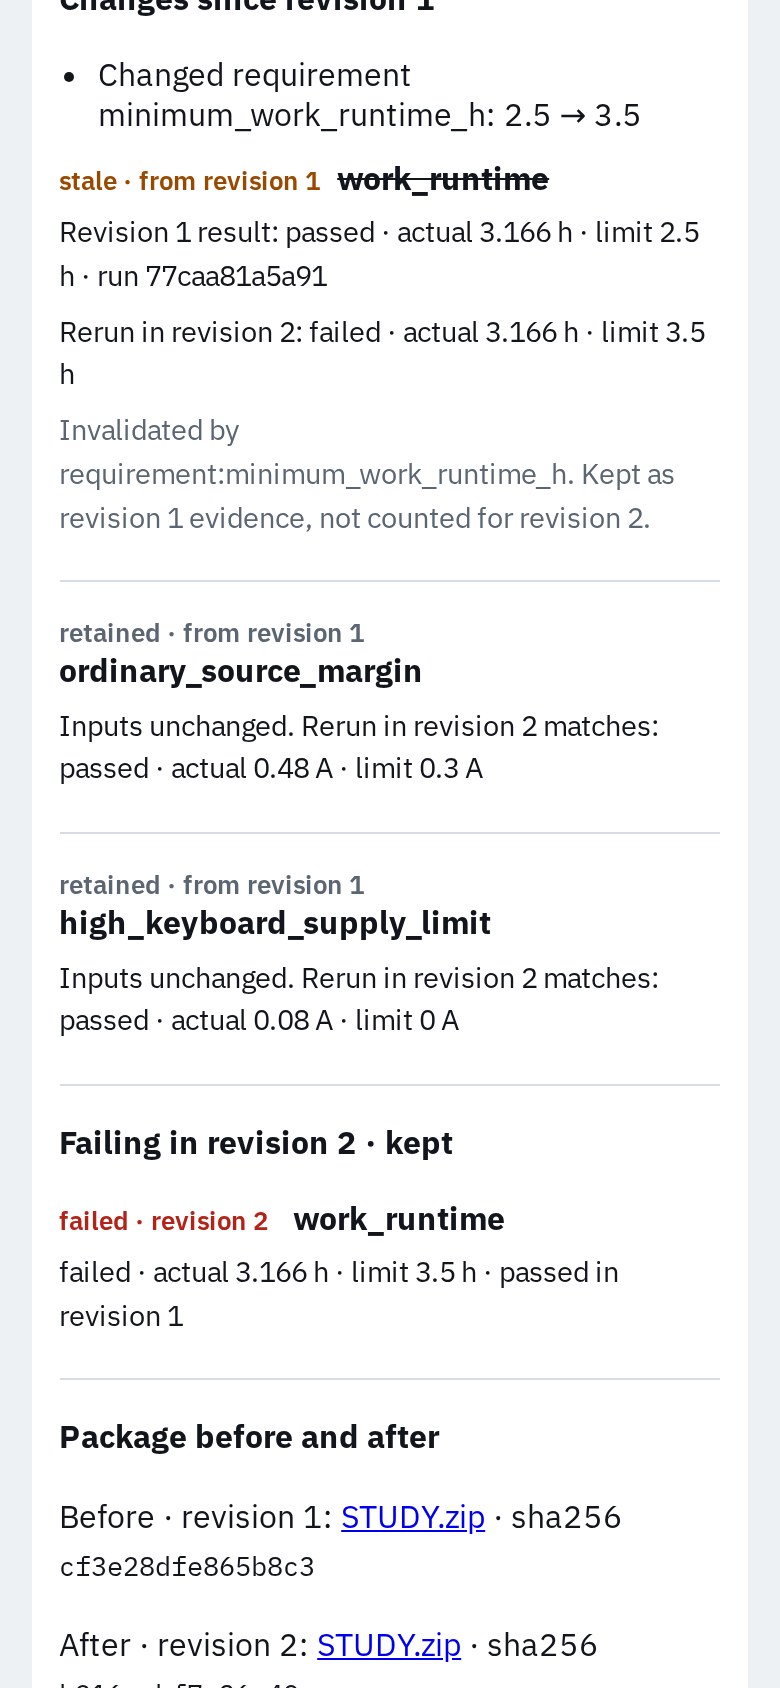 Changes since revision 1
• Changed requirement
minimum_work_runtime_h: 2.5 → 3.5
stale · from revision 1 work_runtime
Revision 1 result: passed · actual 3.166 h · limit 2.5
h · run 77caa81a5a91
Rerun in revision 2: failed · actual 3.166 h · limit 3.5
h
Invalidated by
requirement:minimum_work_runtime_h. Kept as
revision 1 evidence, not counted for revision 2.
retained · from revision 1
ordinary_source_margin
Inputs unchanged. Rerun in revision 2 matches:
passed · actual 0.48 A · limit 0.3 A
retained · from revision 1
high_keyboard_supply_limit
Inputs unchanged. Rerun in revision 2 matches:
passed · actual 0.08 A · limit 0 A
Failing in revision 2 · kept
failed · revision 2 work_runtime
failed · actual 3.166 h · limit 3.5 h · passed in
revision 1
Package before and after
Before · revision 1: STUDY.zip · sha256
cf3e28dfe865b8c3
After · revision 2: STUDY.zip · sha256